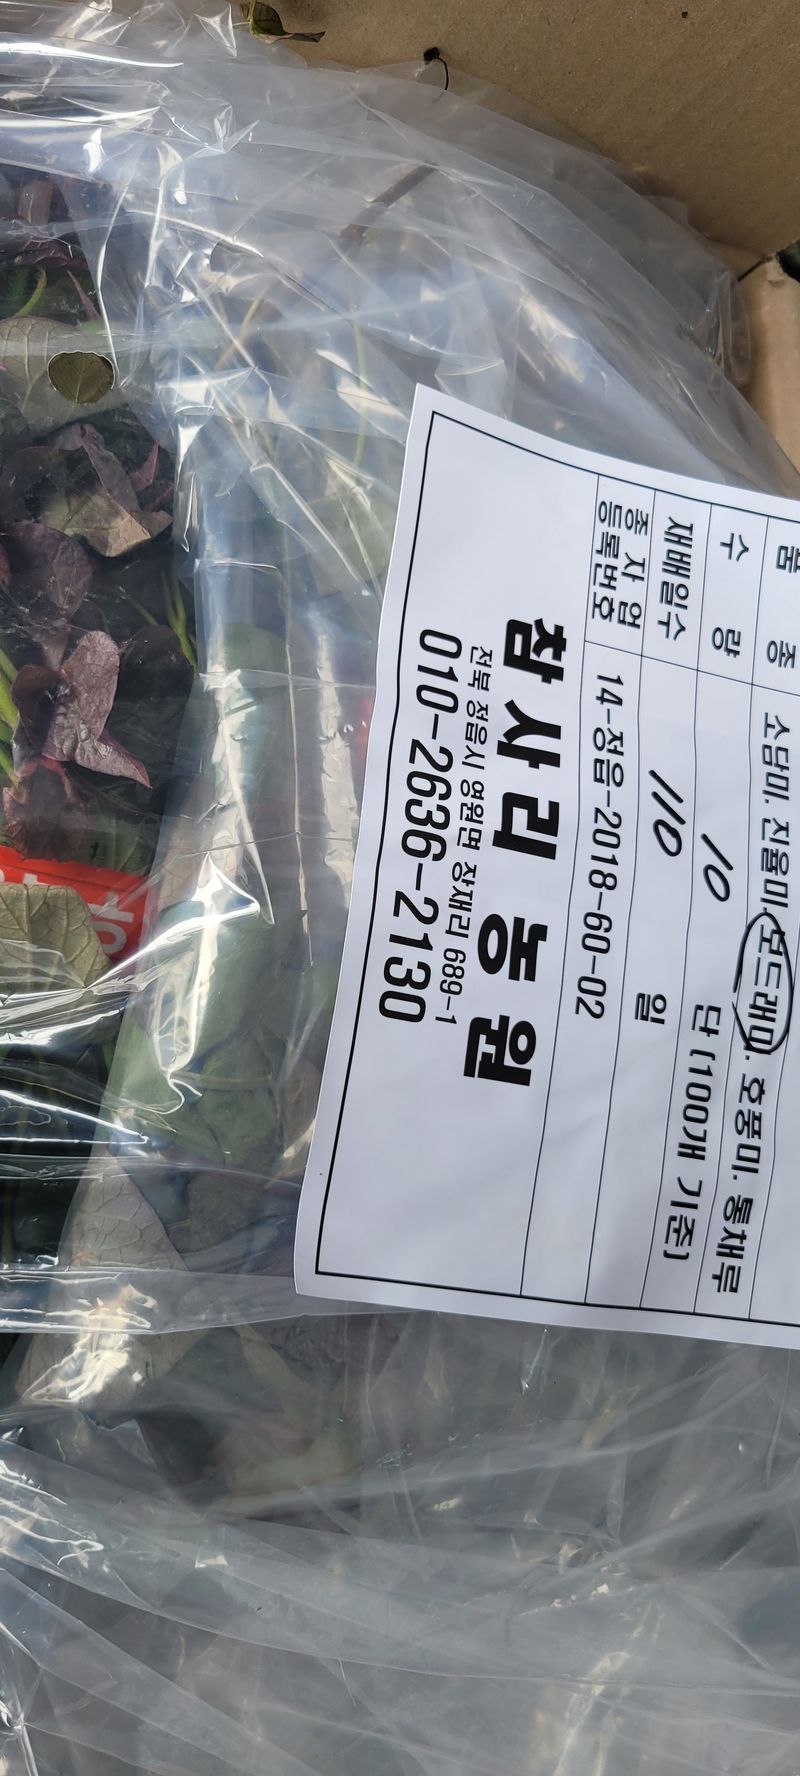 품 종 소담미. 진율미. 보드래미. 호풍미. 통채루
수 량 10 단 (100개 기준)
재배일수 110 일
종자업 등록번호 14-정읍-2018-60-02
참사리 농원
전북 정읍시 영원면 장재리 689-1
010-2636-2130